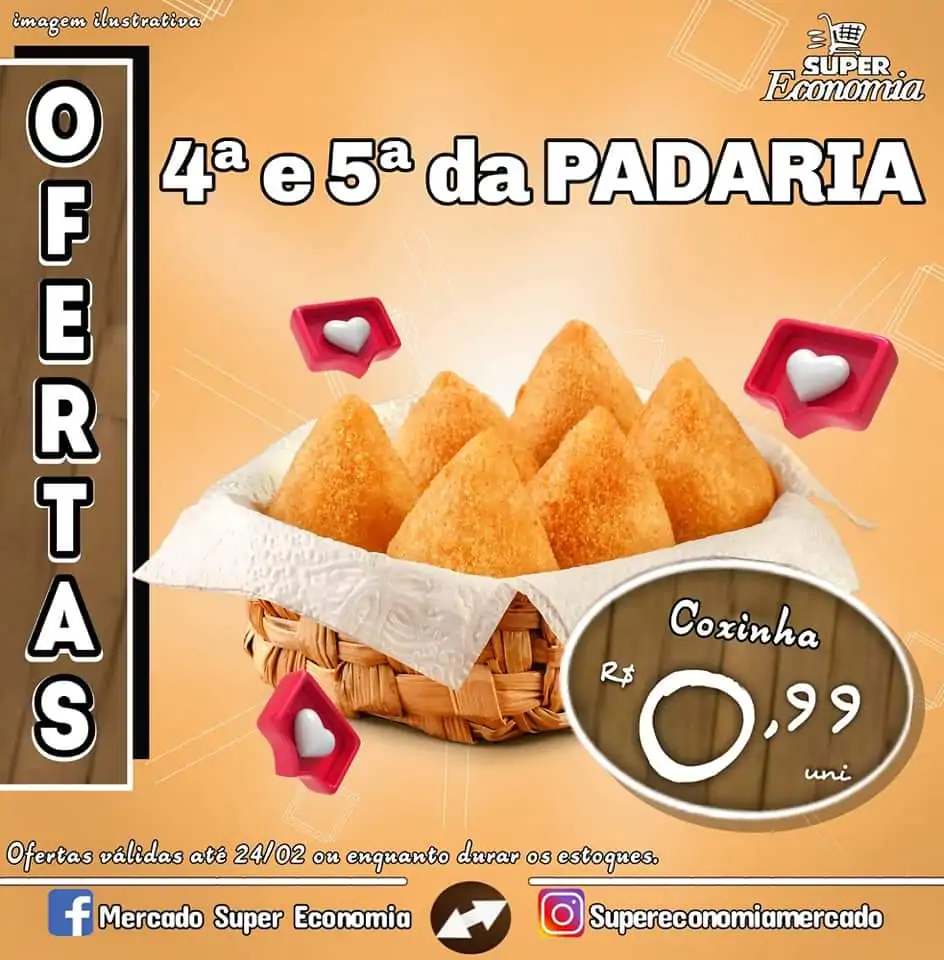 imagem ilustrativa
SUPER
Economia
OFERTAS
4ª e 5ª da PADARIA
Coxinha
R$ 0,99
uni
Ofertas válidas até 24/02 ou enquanto durar os estoques.
Mercado Super Economia
Supereconomiamercado